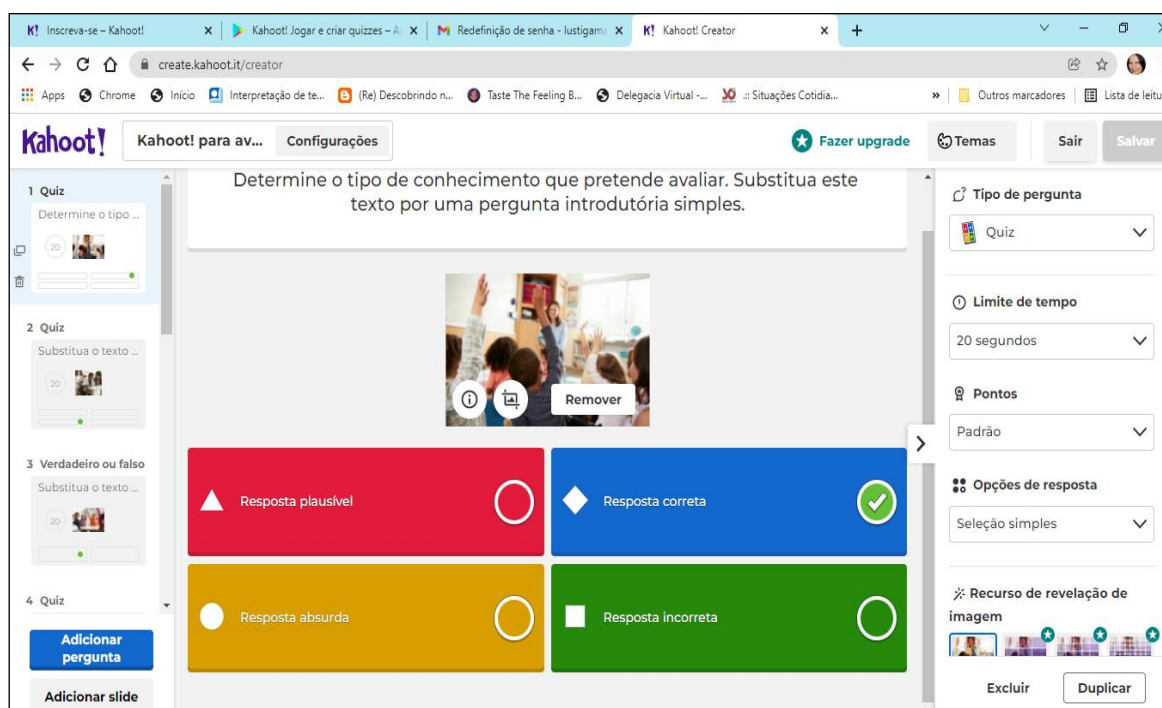 K! Inscreva-se – Kahoot!
Kahoot! Jogar e criar quizzes – A
Redefinição de senha - lustigama
K! Kahoot! Creator
create.kahoot.it/creator
Apps
Chrome
Início
Interpretação de te...
(Re) Descobrindo n...
Taste The Feeling B...
Delegacia Virtual -...
.:: Situações Cotidia...
»
Outros marcadores
Lista de leitu
Kahoot!
Kahoot! para av...
Configurações
Fazer upgrade
Temas
Sair
Salvar
1 Quiz
Determine o tipo ...
20
2 Quiz
Substitua o texto ...
20
3 Verdadeiro ou falso
Substitua o texto ...
20
4 Quiz
Adicionar
pergunta
Adicionar slide
Determine o tipo de conhecimento que pretende avaliar. Substitua este
texto por uma pergunta introdutória simples.
Remover
Resposta plausível
Resposta correta
Resposta absurda
Resposta incorreta
Tipo de pergunta
Quiz
Limite de tempo
20 segundos
Pontos
Padrão
Opções de resposta
Seleção simples
Recurso de revelação de
imagem
Excluir
Duplicar